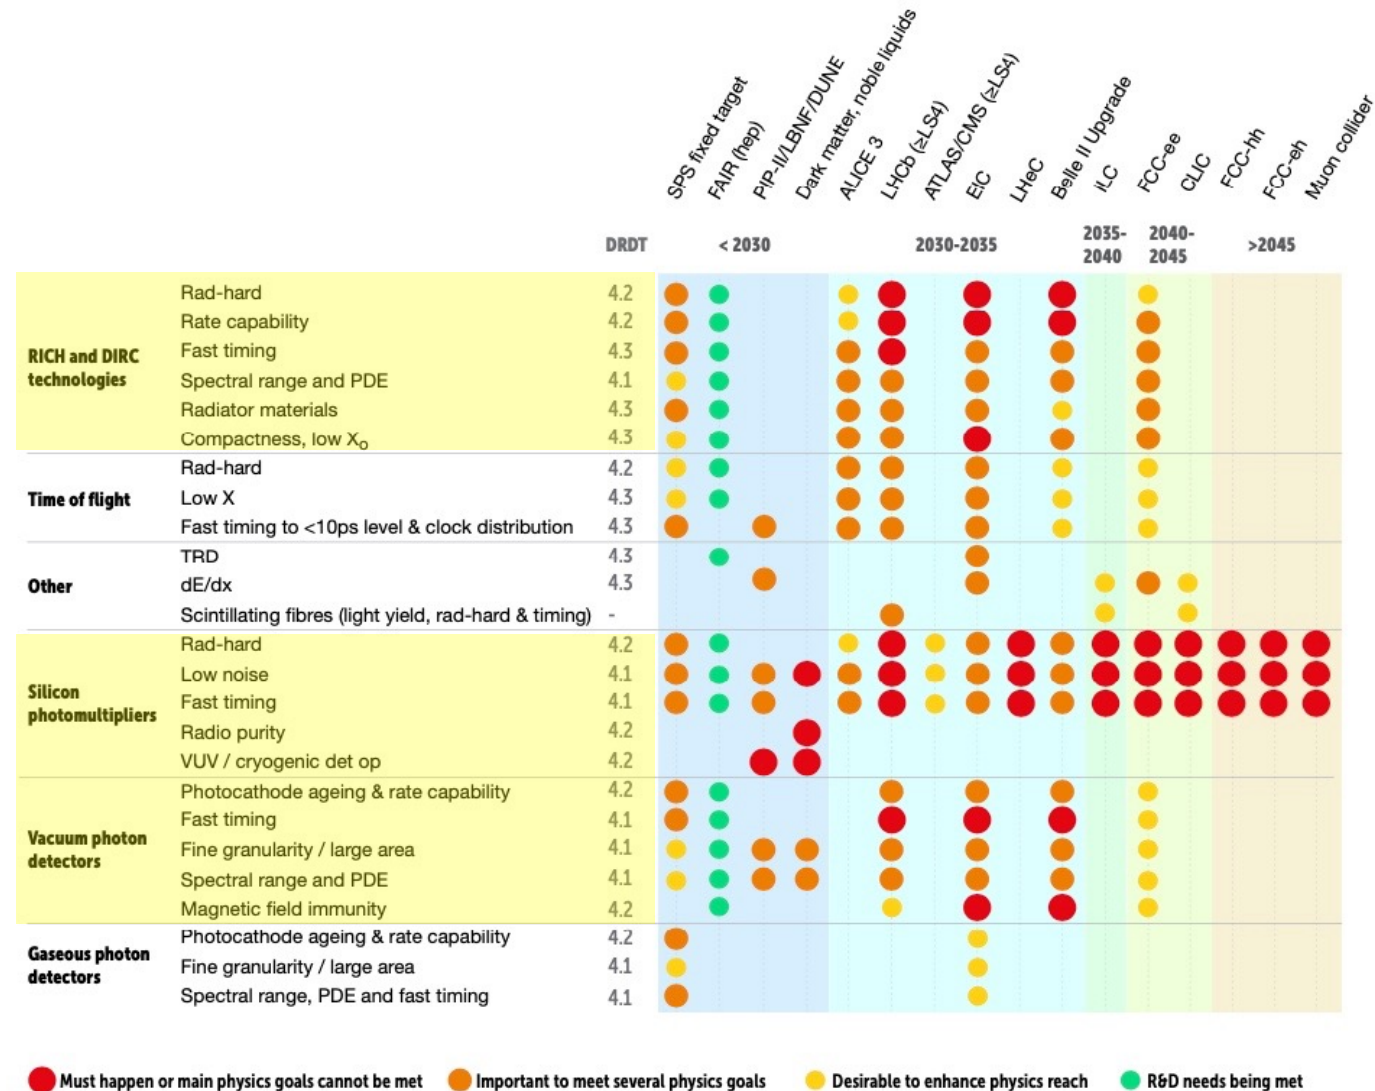 SPS fixed target
FAIR (hep)
PIP-II/LBNF/DUNE
Dark matter, noble liquids
ALICE 3
LHCb (≥LS4)
ATLAS/CMS (≥LS4)
EIC
LHeC
Belle II Upgrade
ILC
FCC-ee
CLIC
FCC-hh
FCC-eh
Muon collider
DRDT
< 2030
2030-2035
2035-
2040
2040-
2045
>2045
RICH and DIRC
technologies
Rad-hard 4.2
Rate capability 4.2
Fast timing 4.3
Spectral range and PDE 4.1
Radiator materials 4.3
Compactness, low X₀ 4.3
Time of flight
Rad-hard 4.2
Low X 4.3
Fast timing to <10ps level & clock distribution 4.3
Other
TRD 4.3
dE/dx 4.3
Scintillating fibres (light yield, rad-hard & timing) -
Silicon
photomultipliers
Rad-hard 4.2
Low noise 4.1
Fast timing 4.1
Radio purity 4.2
VUV / cryogenic det op 4.2
Vacuum photon
detectors
Photocathode ageing & rate capability 4.2
Fast timing 4.1
Fine granularity / large area 4.1
Spectral range and PDE 4.1
Magnetic field immunity 4.2
Gaseous photon
detectors
Photocathode ageing & rate capability 4.2
Fine granularity / large area 4.1
Spectral range, PDE and fast timing 4.1
Must happen or main physics goals cannot be met
Important to meet several physics goals
Desirable to enhance physics reach
R&D needs being met